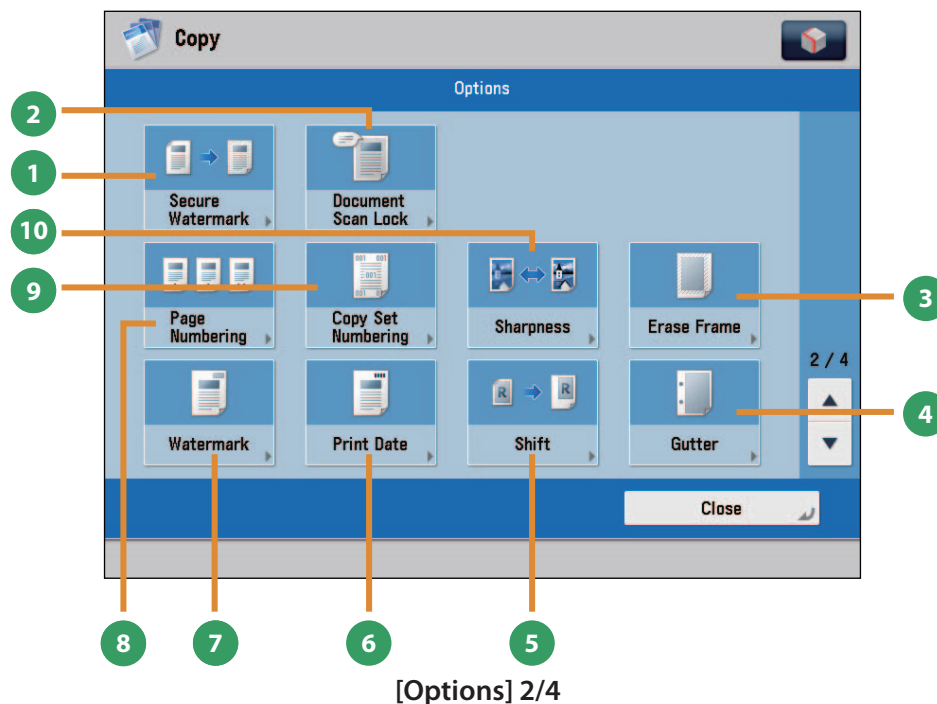 Copy
Options
2
1
Secure
Watermark
Document
Scan Lock
10
9
Page
Numbering
Copy Set
Numbering
Sharpness
Erase Frame
3
2 / 4
Watermark
Print Date
Shift
Gutter
4
Close
8
7
6
5
[Options] 2/4